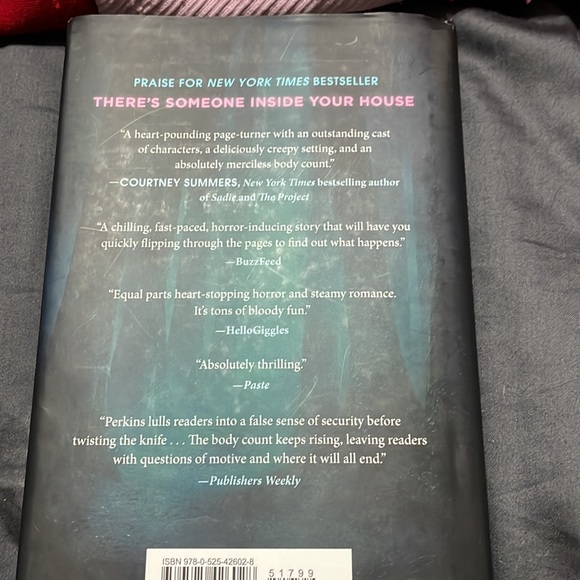 PRAISE FOR NEW YORK TIMES BESTSELLER
THERE'S SOMEONE INSIDE YOUR HOUSE
“A heart-pounding page-turner with an outstanding cast
of characters, a deliciously creepy setting, and an
absolutely merciless body count.”
—COURTNEY SUMMERS, New York Times bestselling author
of Sadie and The Project
“A chilling, fast-paced, horror-inducing story that will have you
quickly flipping through the pages to find out what happens.”
—BuzzFeed
“Equal parts heart-stopping horror and steamy romance.
It's tons of bloody fun.”
—HelloGiggles
“Absolutely thrilling.”
—Paste
“Perkins lulls readers into a false sense of security before
twisting the knife . . . The body count keeps rising, leaving readers
with questions of motive and where it will all end.”
—Publishers Weekly
ISBN 978-0-525-42602-8
51799